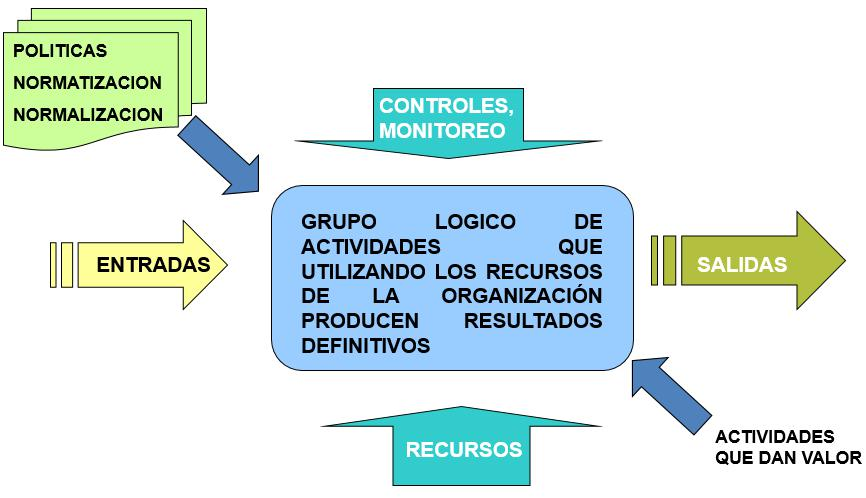 POLITICAS
NORMATIZACION
NORMALIZACION
CONTROLES,
MONITOREO
ENTRADAS
GRUPO LOGICO DE
ACTIVIDADES QUE
UTILIZANDO LOS RECURSOS
DE LA ORGANIZACIÓN
PRODUCEN RESULTADOS
DEFINITIVOS
SALIDAS
RECURSOS
ACTIVIDADES
QUE DAN VALOR